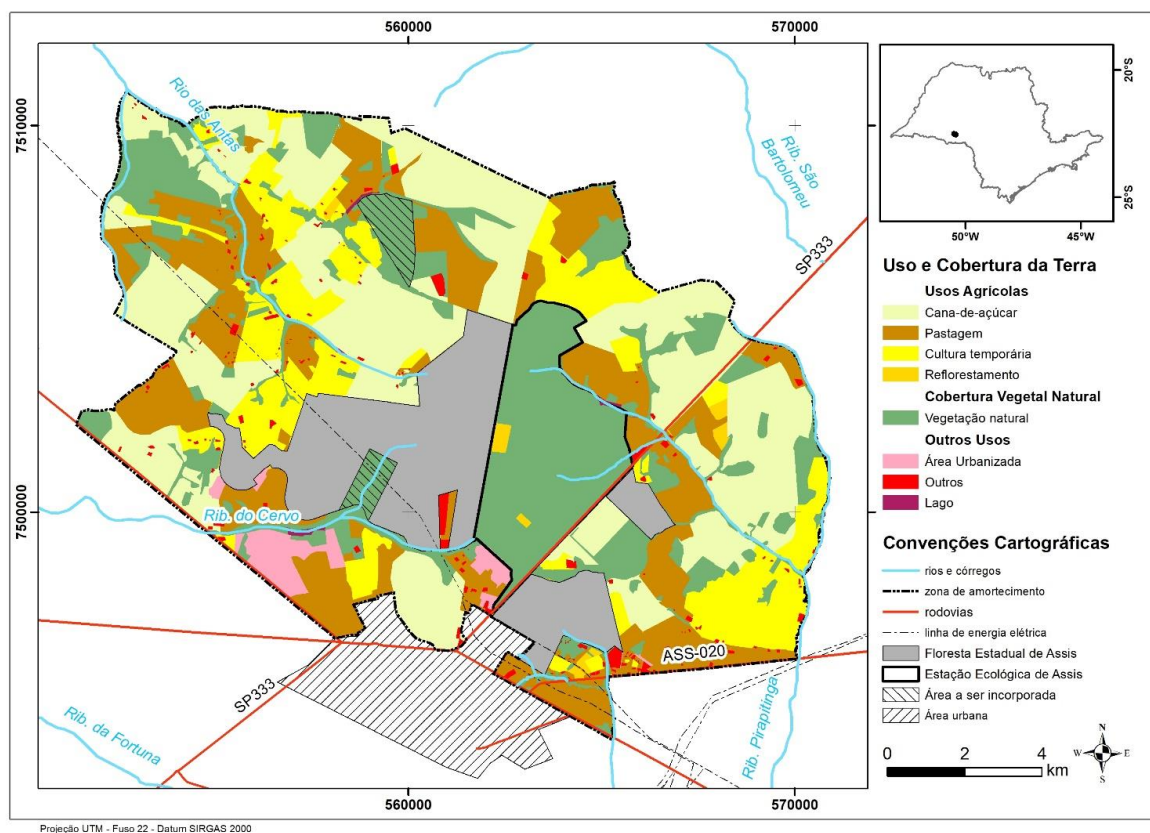 560000
570000
560000
570000
7510000
7500000
7510000
7500000
Rio das Antas
Rib. São
Bartolomeu
SP333
Rib. do Cervo
ASS-020
SP333
Rib. da Fortuna
Rib. Pirapitinga
20°S
25°S
50°W
45°W
Uso e Cobertura da Terra
Usos Agrícolas
Cana-de-açúcar
Pastagem
Cultura temporária
Reflorestamento
Cobertura Vegetal Natural
Vegetação natural
Outros Usos
Área Urbanizada
Outros
Lago
Convenções Cartográficas
rios e córregos
zona de amortecimento
rodovias
linha de energia elétrica
Floresta Estadual de Assis
Estação Ecológica de Assis
Área a ser incorporada
Área urbana
0 2 4
km
N
W E
S
Projeção UTM - Fuso 22 - Datum SIRGAS 2000